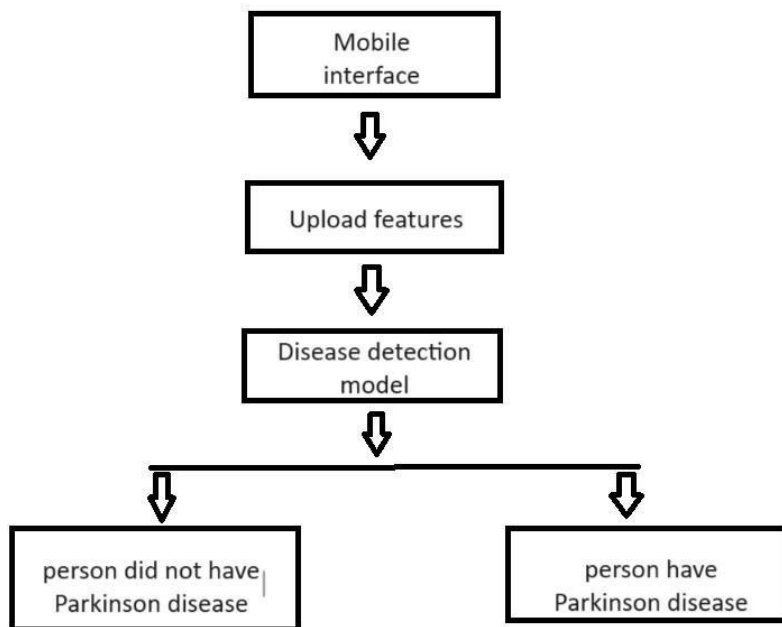 Mobile
interface
Upload features
Disease detection
model
person did not have
Parkinson disease
person have
Parkinson disease